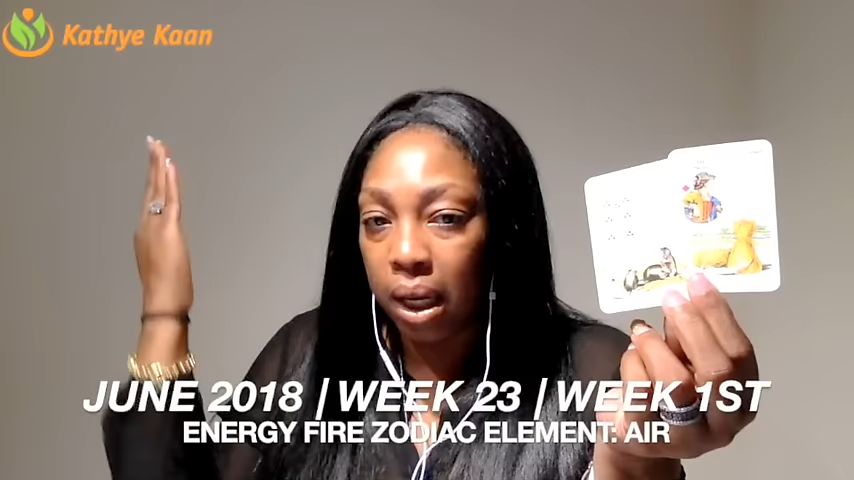 Kathye Kaan
JUNE 2018 | WEEK 23 | WEEK 1ST
ENERGY FIRE ZODIAC ELEMENT: AIR